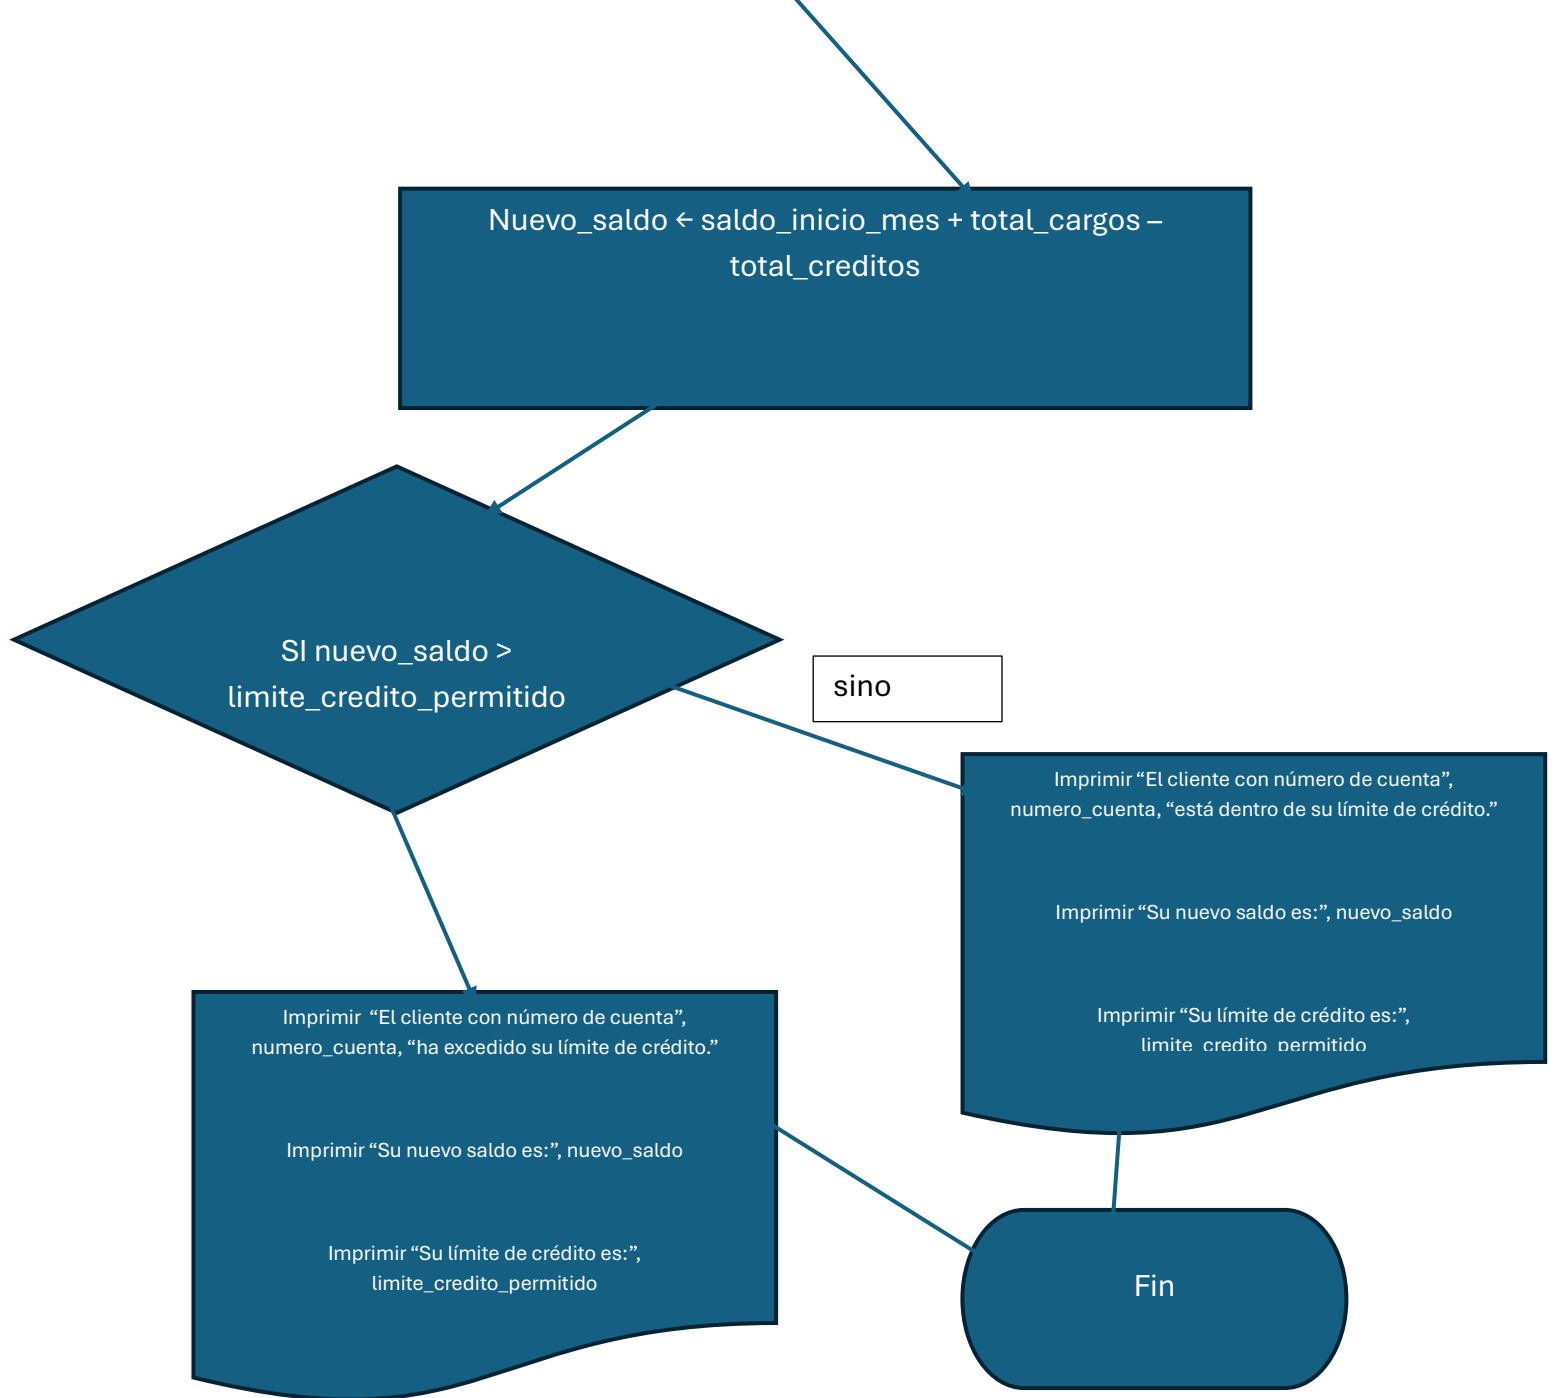 Nuevo_saldo ← saldo_inicio_mes + total_cargos –
total_creditos
SI nuevo_saldo >
limite_credito_permitido
sino
Imprimir “El cliente con número de cuenta”,
numero_cuenta, “está dentro de su límite de crédito.”
Imprimir “Su nuevo saldo es:”, nuevo_saldo
Imprimir “Su límite de crédito es:”,
limite_credito_permitido
Imprimir “El cliente con número de cuenta”,
numero_cuenta, “ha excedido su límite de crédito.”
Imprimir “Su nuevo saldo es:”, nuevo_saldo
Imprimir “Su límite de crédito es:”,
limite_credito_permitido
Fin